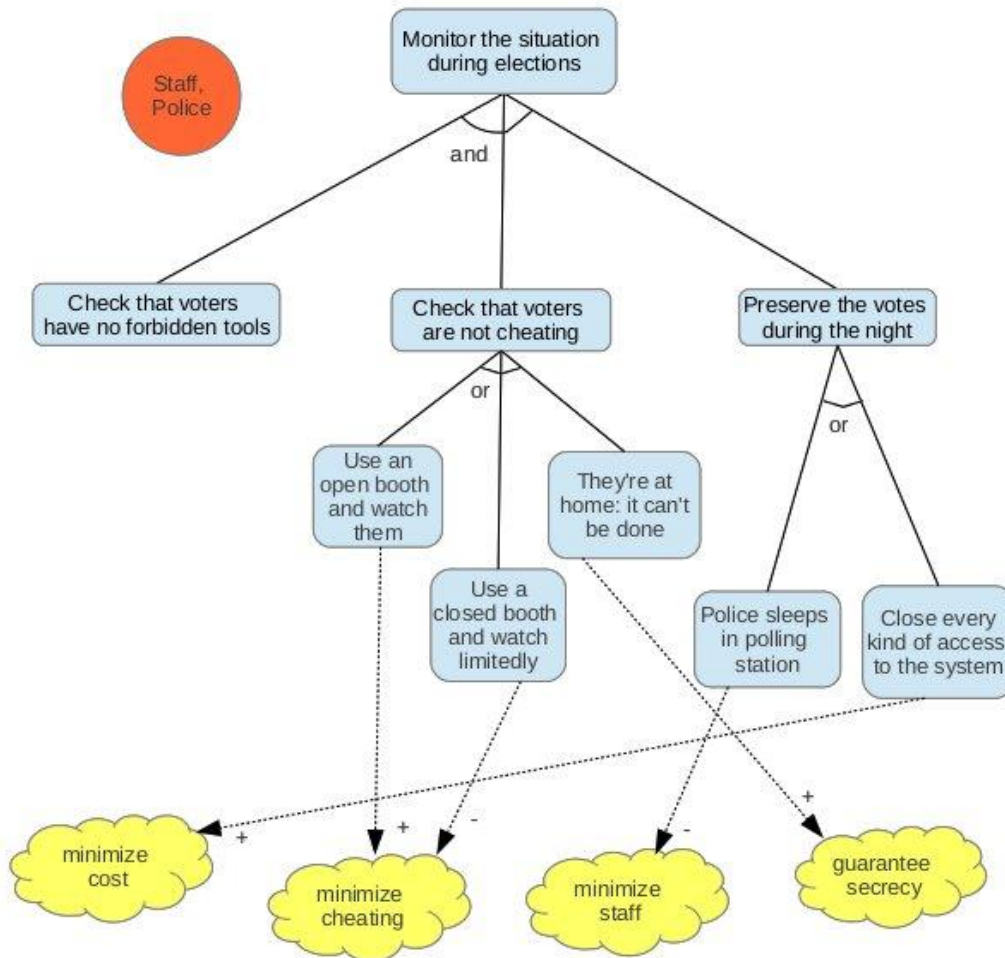 Monitor the situation
during elections
Staff,
Police
and
Check that voters
have no forbidden tools
Check that voters
are not cheating
Preserve the votes
during the night
or
or
Use an
open booth
and watch
them
They're at
home: it can't
be done
Use a
closed booth
and watch
limitedly
Police sleeps
in polling
station
Close every
kind of access
to the system
+
+
-
-
+
minimize
cost
minimize
cheating
minimize
staff
guarantee
secrecy